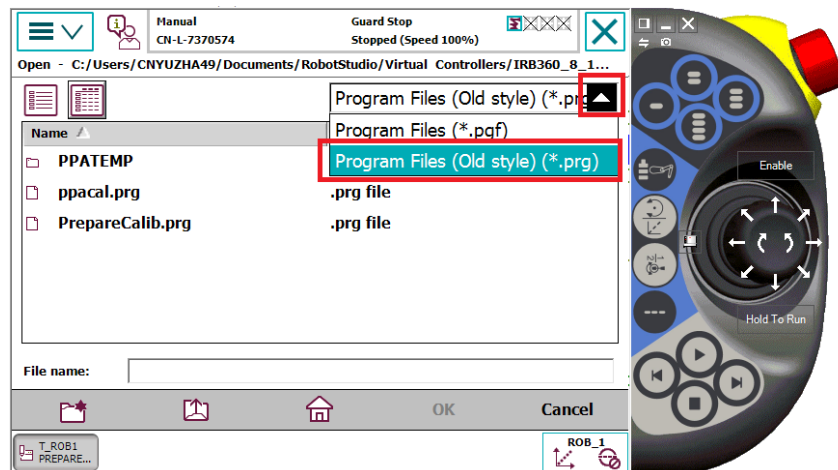 Manual
CN-L-7370574
Guard Stop
Stopped (Speed 100%)
Open - C:/Users/CNYUZHA49/Documents/RobotStudio/Virtual Controllers/IRB360_8_1...
Program Files (Old style) (*.prg
Name
Program Files (*.pgf)
Program Files (Old style) (*.prg)
PPATEMP
ppacal.prg .prg file
PrepareCalib.prg .prg file
File name:
OK Cancel
T_ROB1
PREPARE...
ROB_1
Enable
Hold To Run